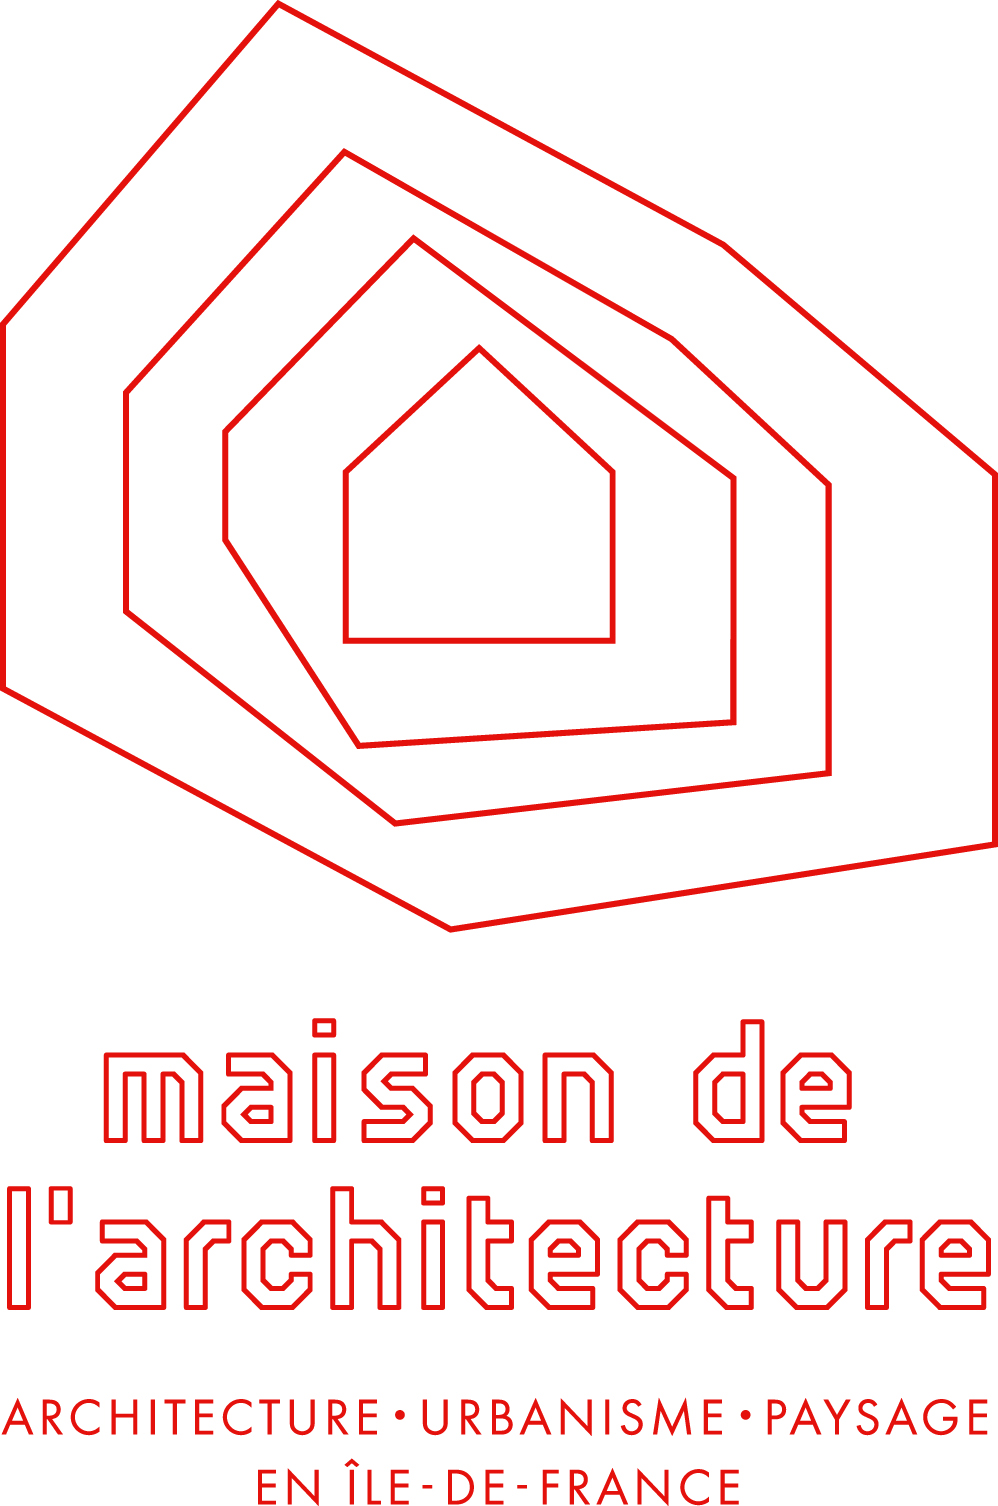 maison de
l'architecture
ARCHITECTURE • URBANISME • PAYSAGE
EN ÎLE-DE-FRANCE